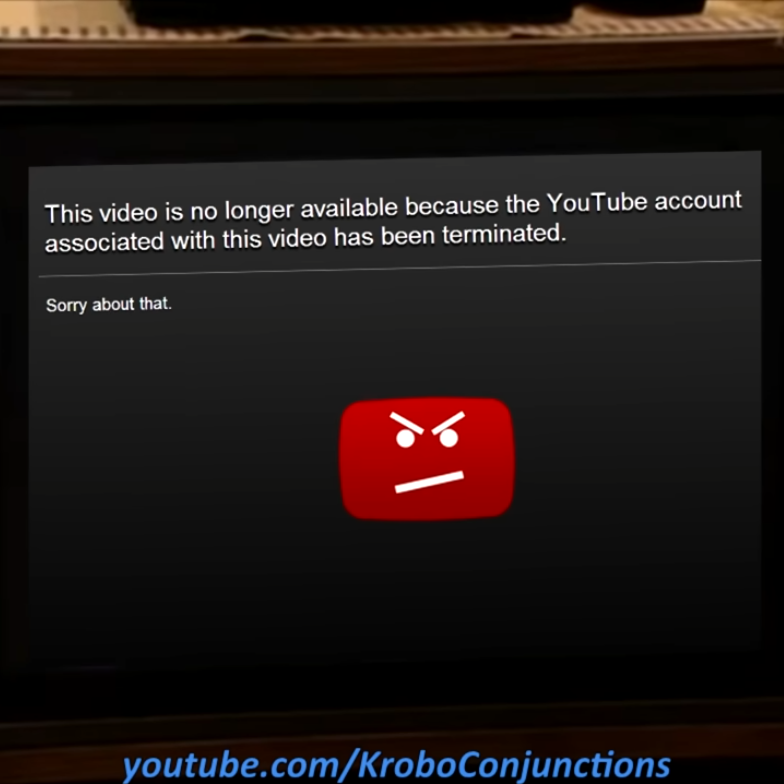 This video is no longer available because the YouTube account
associated with this video has been terminated.
Sorry about that.
youtube.com/KroboConjunctions